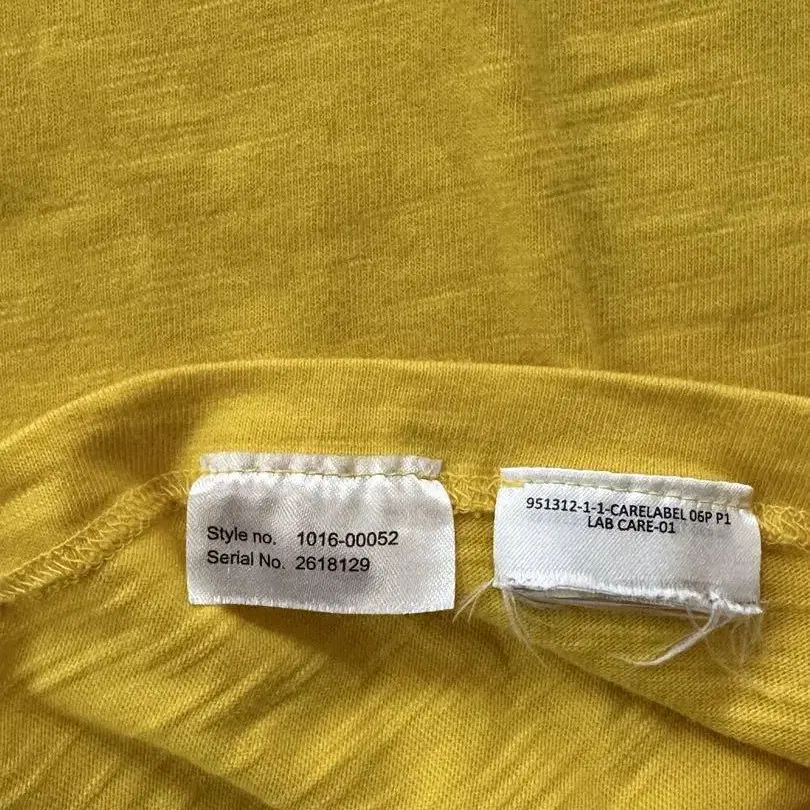 Style no. 1016-00052
Serial No. 2618129
951312-1-1-CARELABEL 06P P1
LAB CARE-01